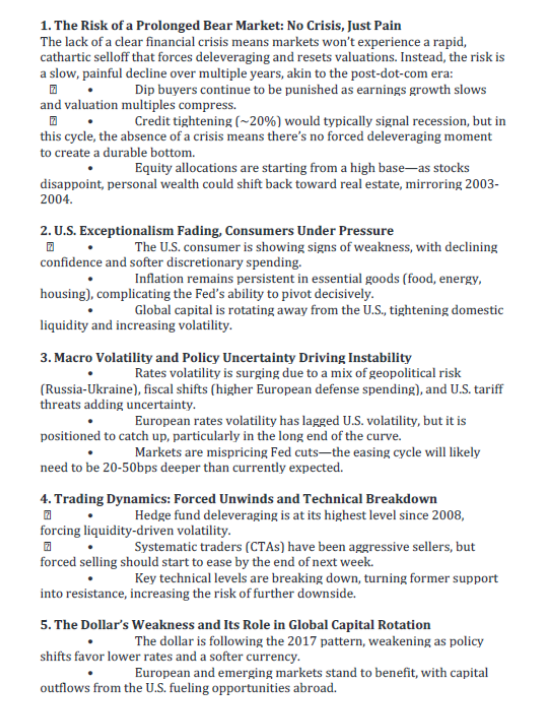 1. The Risk of a Prolonged Bear Market: No Crisis, Just Pain
The lack of a clear financial crisis means markets won't experience a rapid,
cathartic selloff that forces deleveraging and resets valuations. Instead, the risk is
a slow, painful decline over multiple years, akin to the post-dot-com era:
⍰ • Dip buyers continue to be punished as earnings growth slows
and valuation multiples compress.
⍰ • Credit tightening (~20%) would typically signal recession, but in
this cycle, the absence of a crisis means there's no forced deleveraging moment
to create a durable bottom.
• Equity allocations are starting from a high base—as stocks
disappoint, personal wealth could shift back toward real estate, mirroring 2003-
2004.
2. U.S. Exceptionalism Fading, Consumers Under Pressure
⍰ • The U.S. consumer is showing signs of weakness, with declining
confidence and softer discretionary spending.
• Inflation remains persistent in essential goods (food, energy,
housing), complicating the Fed's ability to pivot decisively.
• Global capital is rotating away from the U.S., tightening domestic
liquidity and increasing volatility.
3. Macro Volatility and Policy Uncertainty Driving Instability
• Rates volatility is surging due to a mix of geopolitical risk
(Russia-Ukraine), fiscal shifts (higher European defense spending), and U.S. tariff
threats adding uncertainty.
• European rates volatility has lagged U.S. volatility, but it is
positioned to catch up, particularly in the long end of the curve.
• Markets are mispricing Fed cuts—the easing cycle will likely
need to be 20-50bps deeper than currently expected.
4. Trading Dynamics: Forced Unwinds and Technical Breakdown
⍰ • Hedge fund deleveraging is at its highest level since 2008,
forcing liquidity-driven volatility.
⍰ • Systematic traders (CTAs) have been aggressive sellers, but
forced selling should start to ease by the end of next week.
• Key technical levels are breaking down, turning former support
into resistance, increasing the risk of further downside.
5. The Dollar's Weakness and Its Role in Global Capital Rotation
• The dollar is following the 2017 pattern, weakening as policy
shifts favor lower rates and a softer currency.
• European and emerging markets stand to benefit, with capital
outflows from the U.S. fueling opportunities abroad.